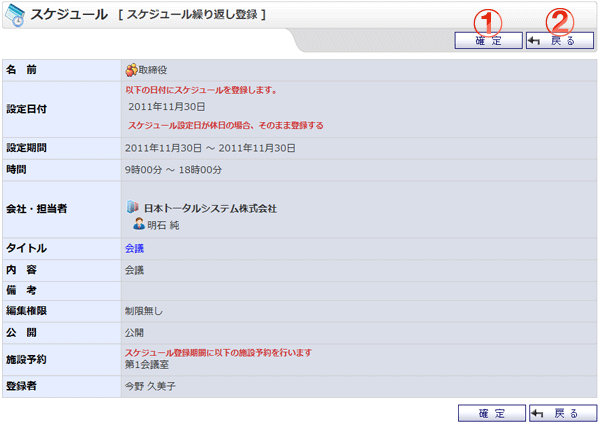 スケジュール [ スケジュール繰り返し登録 ]
① ②
確 定 戻 る
名 前 取締役
設定日付 以下の日付にスケジュールを登録します。
2011年11月30日
スケジュール設定日が休日の場合、そのまま登録する
設定期間 2011年11月30日 ～ 2011年11月30日
時間 9時00分 ～ 18時00分
会社・担当者 日本トータルシステム株式会社
明石 純
タイトル 会議
内 容 会議
備 考
編集権限 制限無し
公 開 公開
施設予約 スケジュール登録期間に以下の施設予約を行います
第1会議室
登録者 今野 久美子
確 定 戻 る